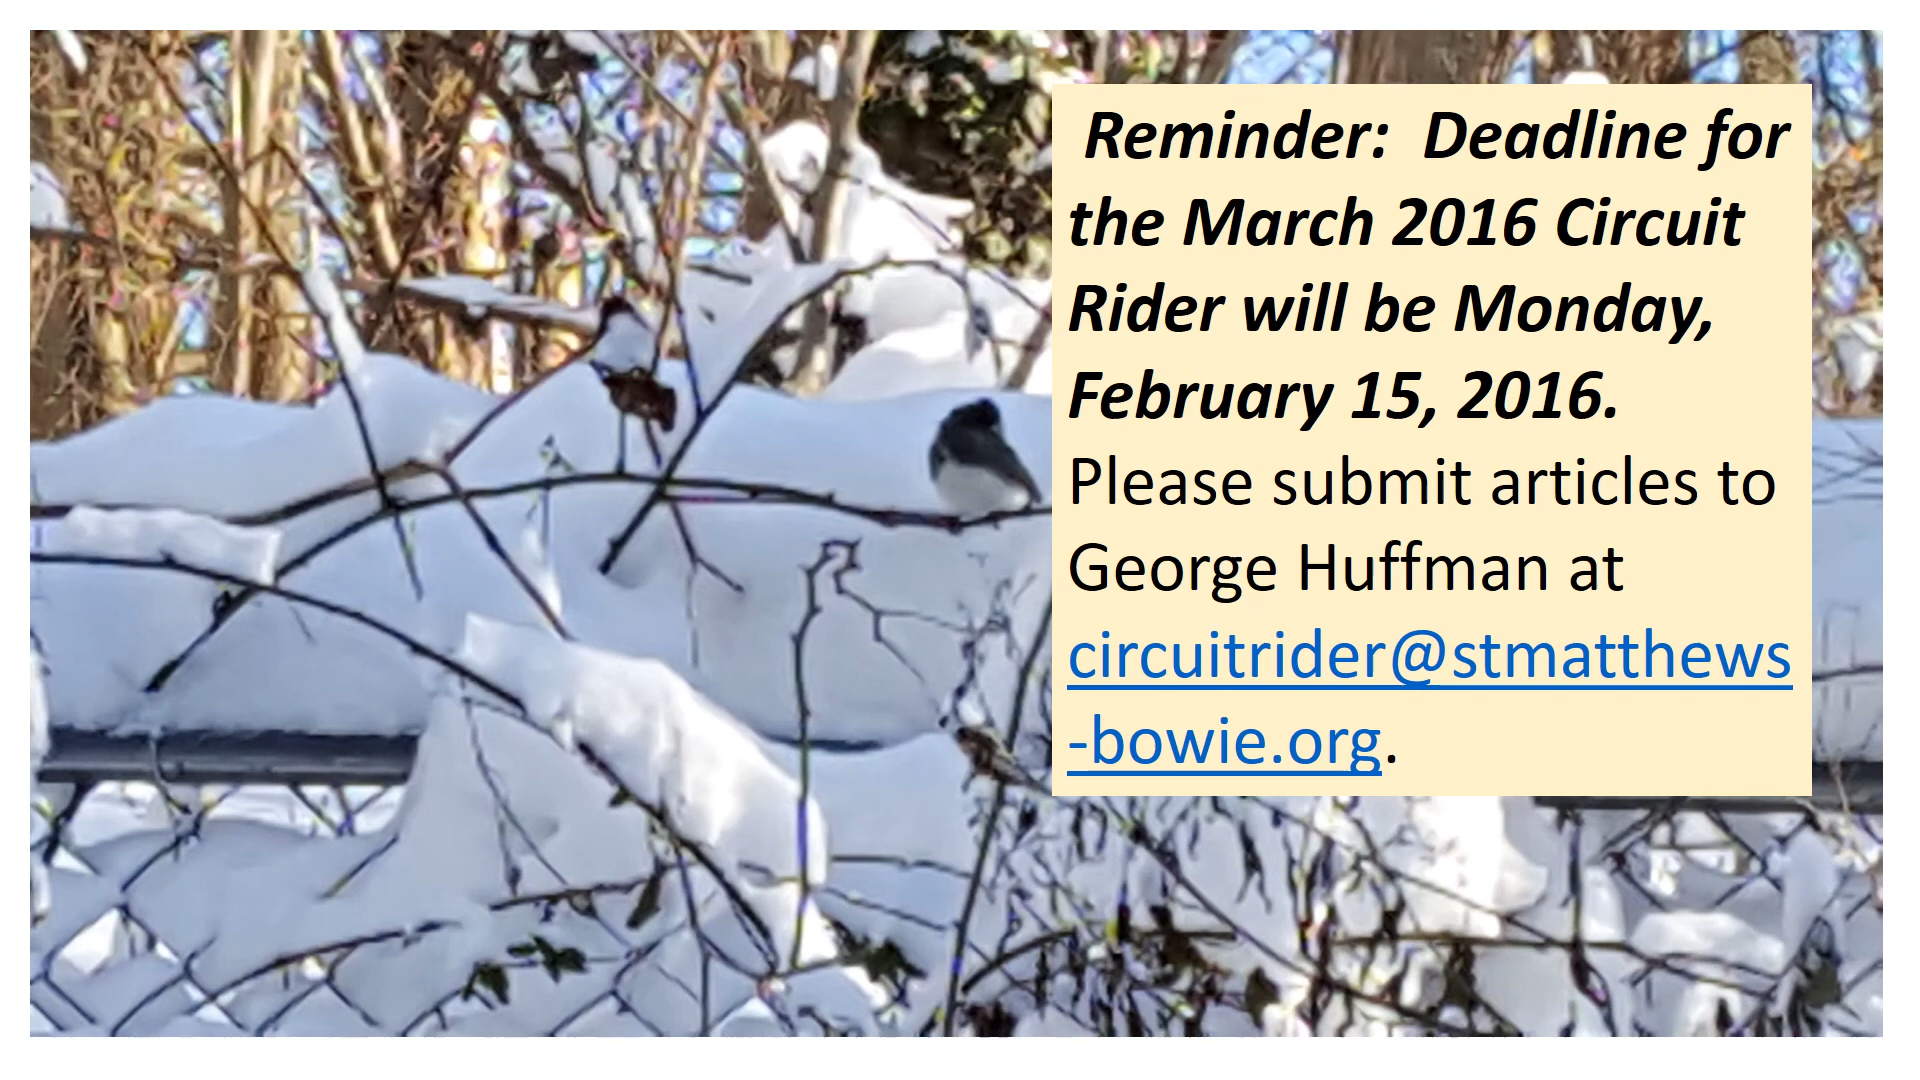 Reminder:  Deadline for
the March 2016 Circuit
Rider will be Monday,
February 15, 2016.
Please submit articles to
George Huffman at
circuitrider@stmatthews
-bowie.org.